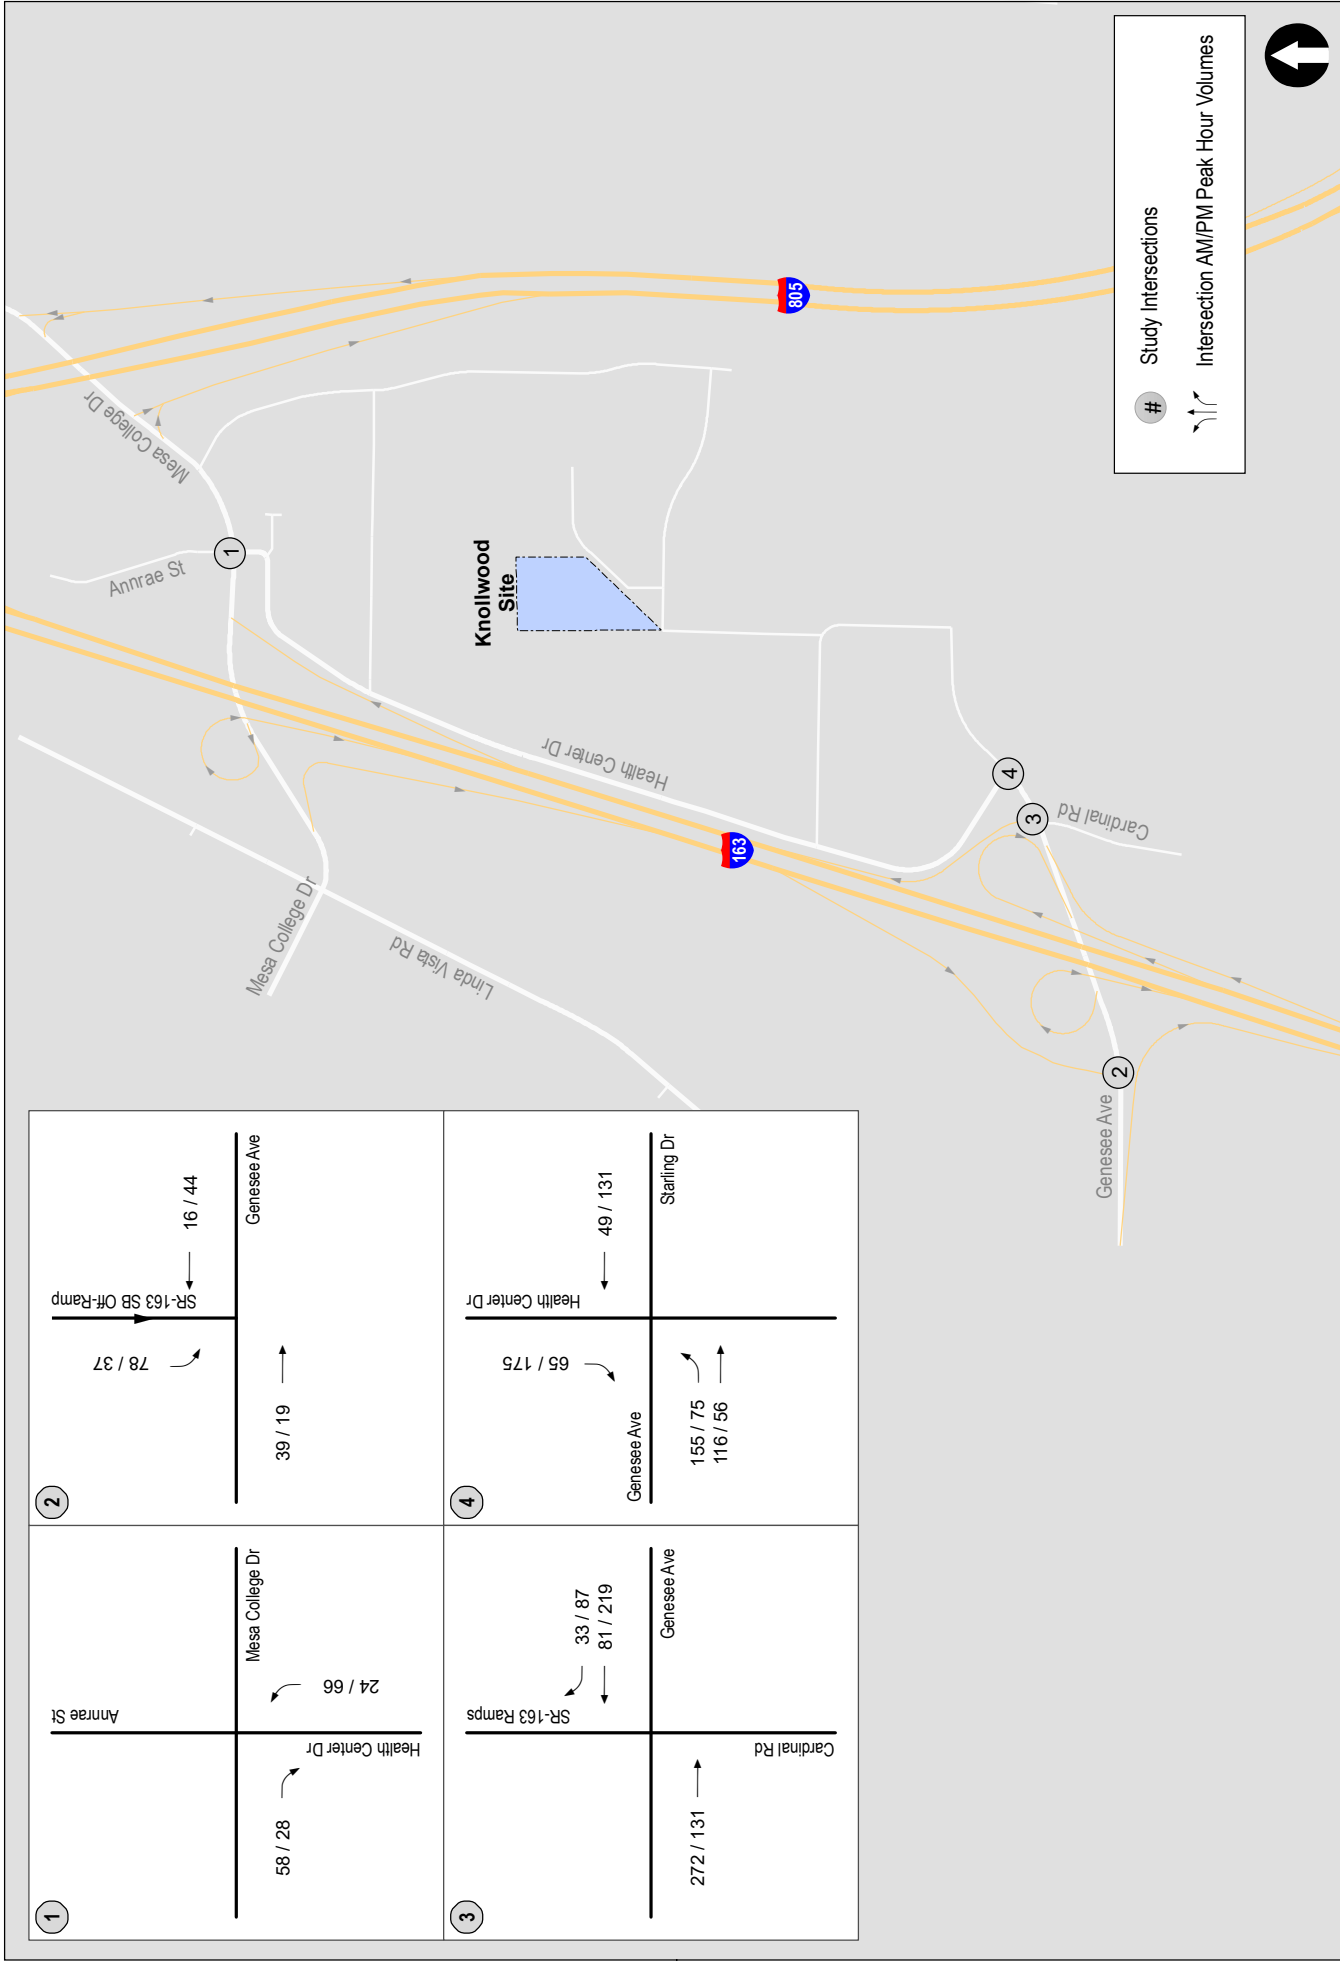 1
Annrae St
Mesa College Dr
24 / 66
58 / 28
Health Center Dr
2
SR-163 SB Off-Ramp
16 / 44
78 / 37
Genesee Ave
39 / 19
3
SR-163 Ramps
33 / 87
81 / 219
Genesee Ave
272 / 131
Cardinal Rd
4
Health Center Dr
49 / 131
65 / 175
Genesee Ave
Starling Dr
155 / 75
116 / 56
Mesa College Dr
Linda Vista Rd
Annrae St
Mesa College Dr
1
Health Center Dr
163
Knollwood
Site
805
Genesee Ave
2
3
4
Cardinal Rd
# Study Intersections
Intersection AM/PM Peak Hour Volumes